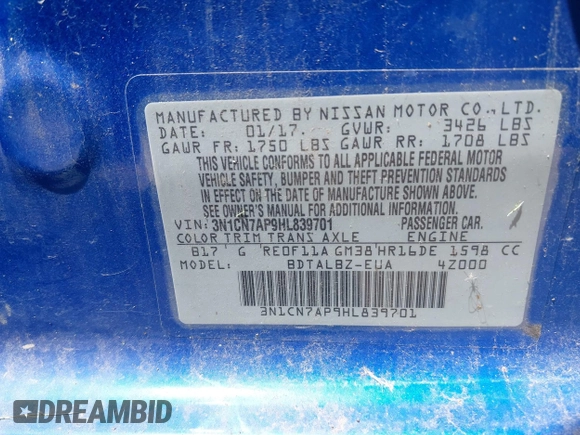 MANUFACTURED BY NISSAN MOTOR CO.,LTD.
DATE: 01/17. GVWR: 3426 LBS
GAWR FR: 1750 LBS GAWR RR: 1708 LBS
THIS VEHICLE CONFORMS TO ALL APPLICABLE FEDERAL MOTOR
VEHICLE SAFETY, BUMPER AND THEFT PREVENTION STANDARDS
IN EFFECT ON THE DATE OF MANUFACTURE SHOWN ABOVE.
SEE OWNER'S MANUAL FOR ADDITIONAL INFORMATION.
VIN: 3N1CN7AP9HL839701 PASSENGER CAR.
COLOR TRIM TRANS AXLE ENGINE
B17 G RE0F11A GM38 HR16DE 1598 CC
MODEL: BDTALBZ-EUA 4Z000
3N1CN7AP9HL839701
DREAMBID